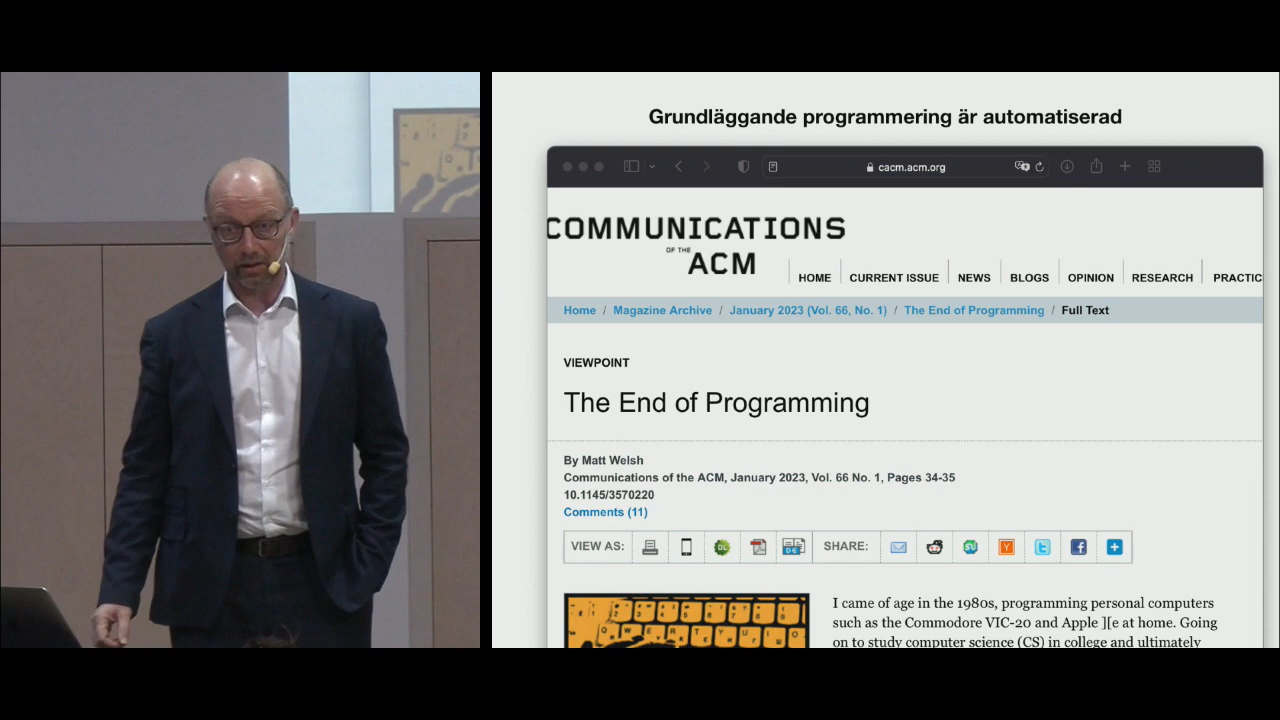 Grundläggande programmering är automatiserad
cacm.acm.org
COMMUNICATIONS
OF THE
ACM
HOME CURRENT ISSUE NEWS BLOGS OPINION RESEARCH PRACTIC
Home / Magazine Archive / January 2023 (Vol. 66, No. 1) / The End of Programming / Full Text
VIEWPOINT
The End of Programming
By Matt Welsh
Communications of the ACM, January 2023, Vol. 66 No. 1, Pages 34-35
10.1145/3570220
Comments (11)
VIEW AS: SHARE:
I came of age in the 1980s, programming personal computers
such as the Commodore VIC-20 and Apple ][e at home. Going
on to study computer science (CS) in college and ultimately